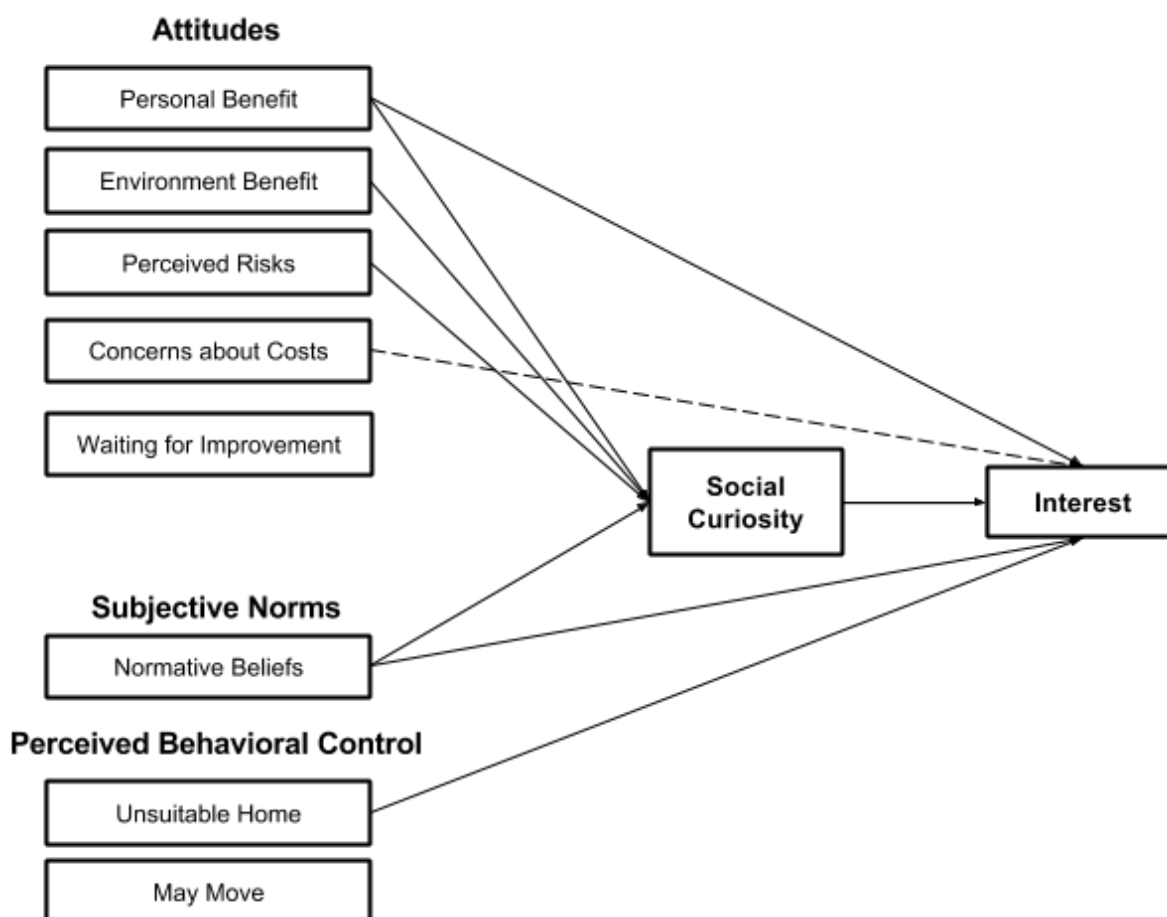 Attitudes
Personal Benefit
Environment Benefit
Perceived Risks
Concerns about Costs
Waiting for Improvement
Social
Curiosity
Interest
Subjective Norms
Normative Beliefs
Perceived Behavioral Control
Unsuitable Home
May Move